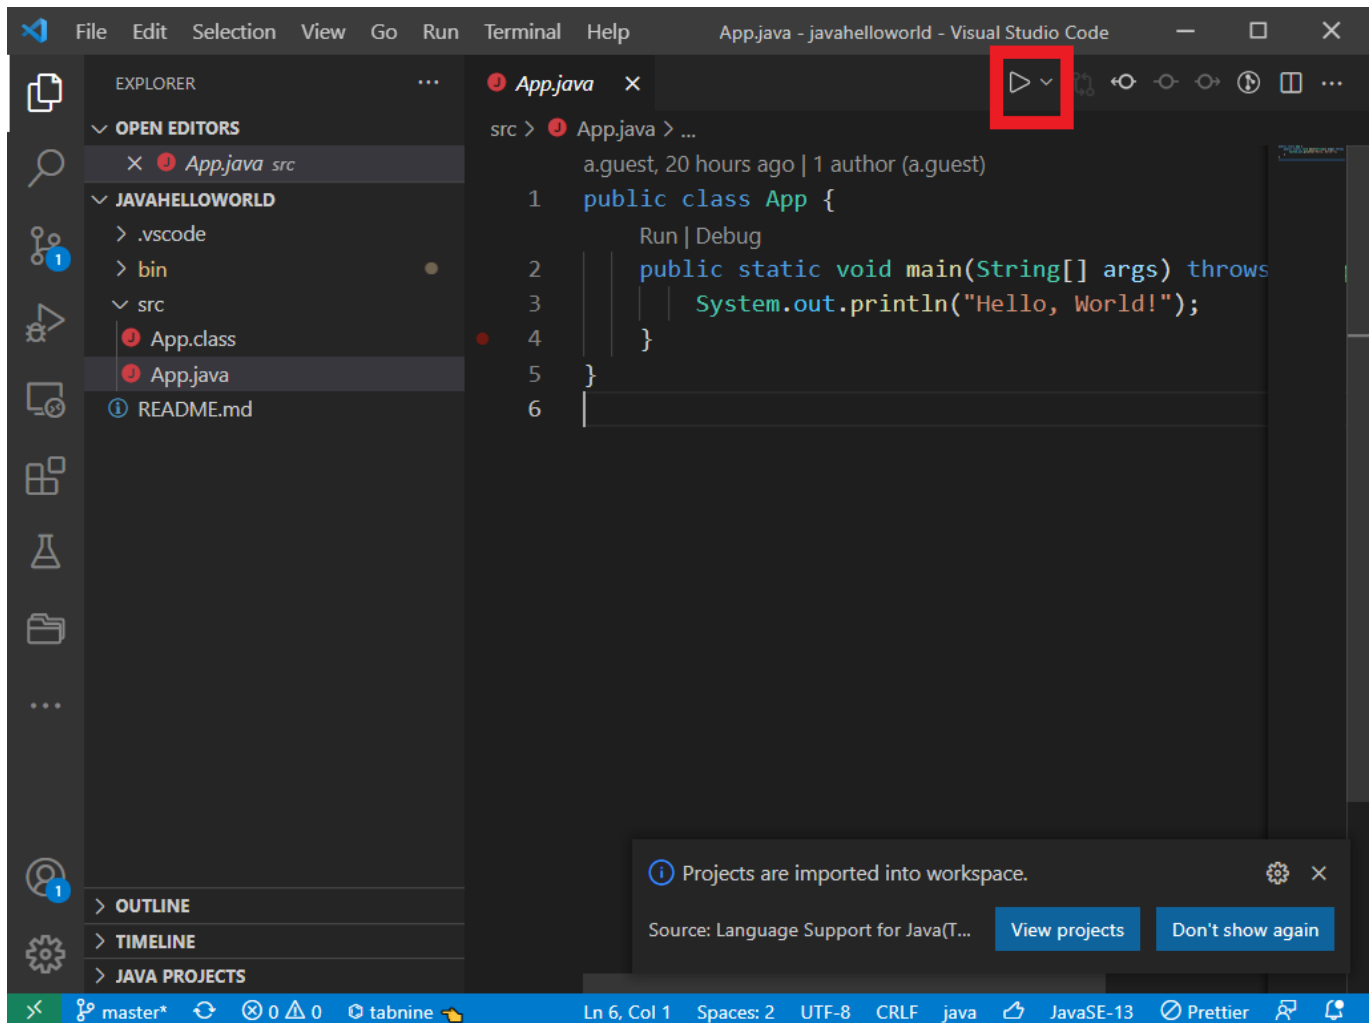 File Edit Selection View Go Run Terminal Help App.java - javahelloworld - Visual Studio Code
EXPLORER
OPEN EDITORS
App.java src
JAVAHELLOWORLD
.vscode
bin
src
App.class
App.java
README.md
OUTLINE
TIMELINE
JAVA PROJECTS
1
1
App.java
src > App.java > ...
a.guest, 20 hours ago | 1 author (a.guest)
1 public class App {
Run | Debug
2 public static void main(String[] args) throws
3 System.out.println("Hello, World!");
4 }
5 }
6
Projects are imported into workspace.
Source: Language Support for Java(T... View projects Don't show again
master* 0 0 tabnine Ln 6, Col 1 Spaces: 2 UTF-8 CRLF java JavaSE-13 Prettier